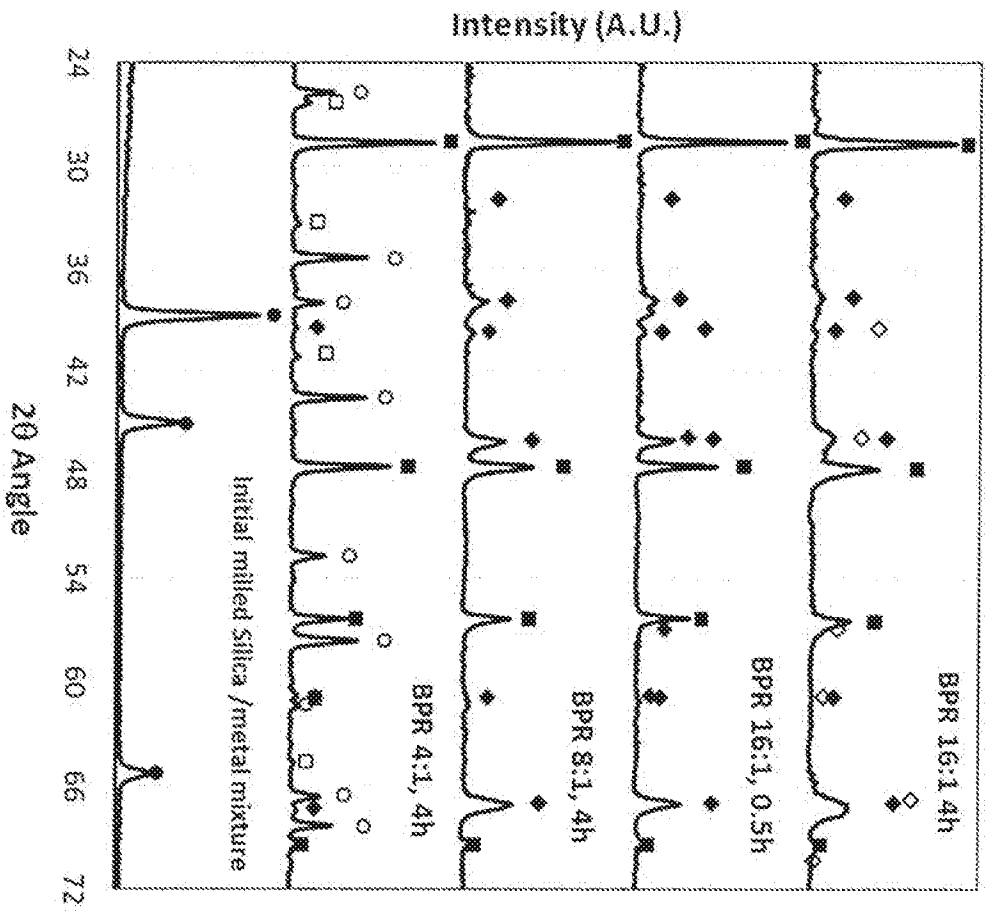 Intensity (A.U.)
BPR 16:1 4h
BPR 16:1, 0.5h
BPR 8:1, 4h
BPR 4:1, 4h
Initial milled Silica /metal mixture
24 30 36 42 48 54 60 66 72
2θ Angle